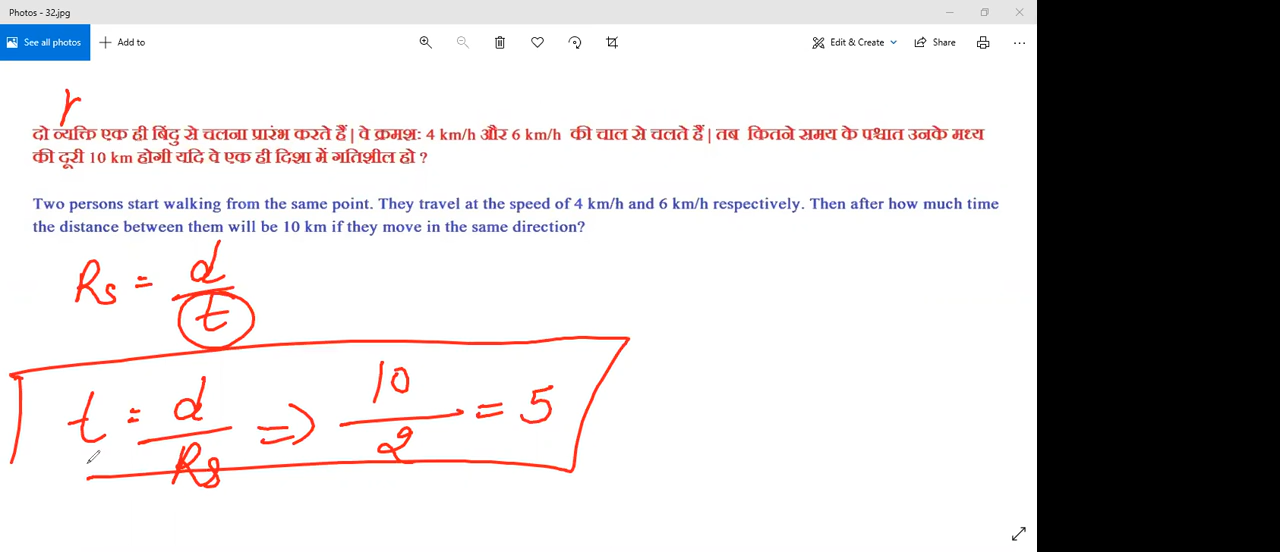 Photos - 32.jpg
See all photos
Add to
Edit & Create
Share
r
दो व्यक्ति एक ही बिंदु से चलना प्रारंभ करते हैं | वे क्रमश: 4 km/h और 6 km/h की चाल से चलते हैं | तब कितने समय के पश्चात उनके मध्य
की दूरी 10 km होगी यदि वे एक ही दिशा में गतिशील हो ?
Two persons start walking from the same point. They travel at the speed of 4 km/h and 6 km/h respectively. Then after how much time
the distance between them will be 10 km if they move in the same direction?
Rs = d/t
t = d/Rs => 10/2 = 5